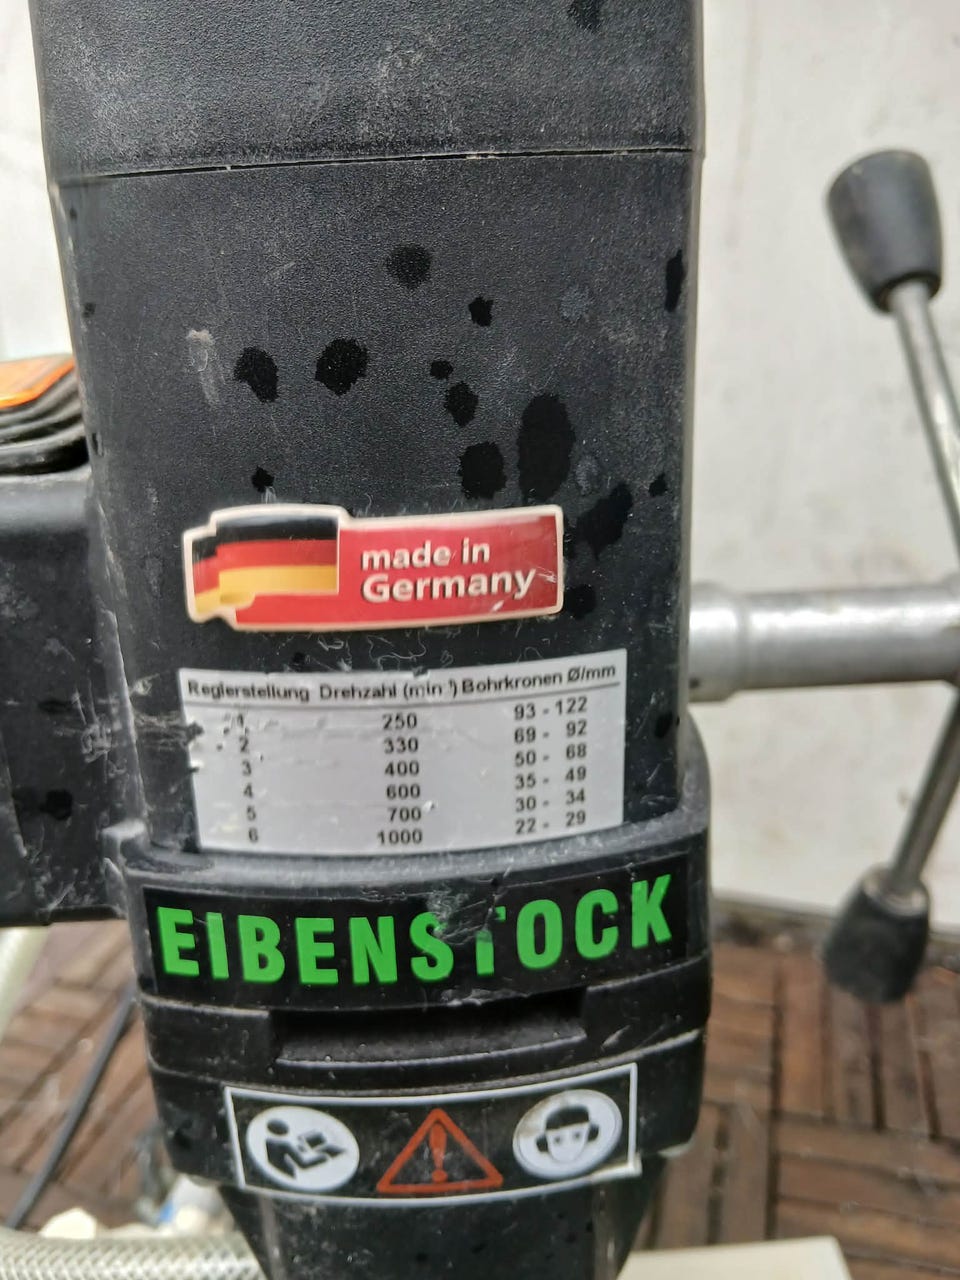 made in
Germany
Reglerstellung Drehzahl (min⁻¹) Bohrkronen Ø/mm
1 250 93 - 122
2 330 69 - 92
3 400 50 - 68
4 600 35 - 49
5 700 30 - 34
6 1000 22 - 29
EIBENSTOCK